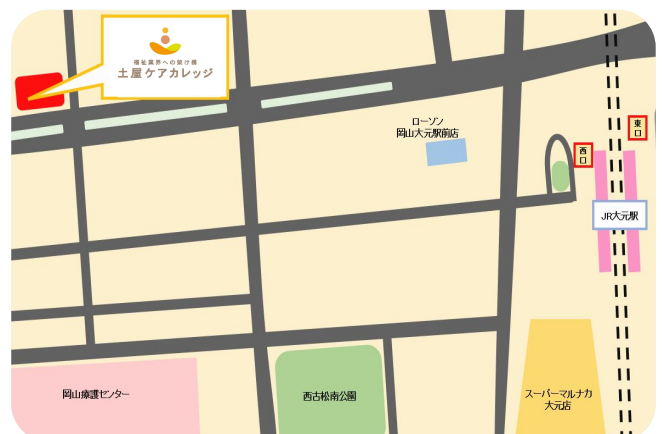 福祉業界への架け橋
土屋ケアカレッジ
ローソン
岡山大元駅前店
東口
西口
JR大元駅
岡山療護センター
西古松南公園
スーパーマルナカ
大元店